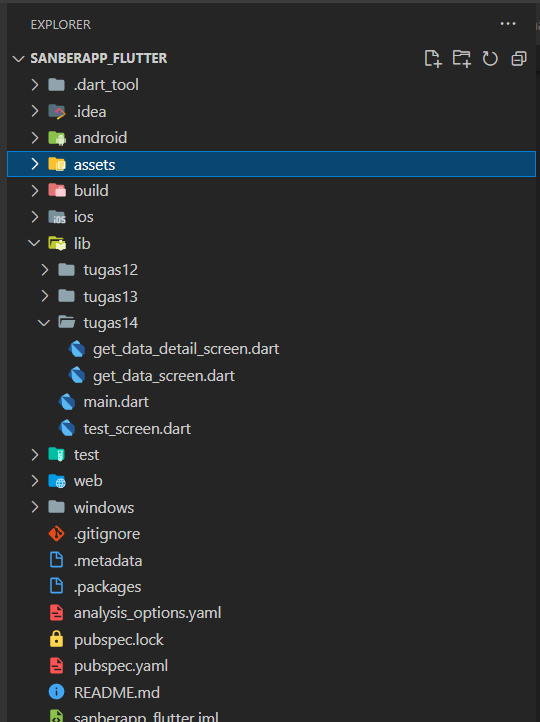 EXPLORER
SANBERAPP_FLUTTER
.dart_tool
.idea
android
assets
build
iOS ios
lib
tugas12
tugas13
tugas14
get_data_detail_screen.dart
get_data_screen.dart
main.dart
test_screen.dart
test
web
windows
.gitignore
.metadata
.packages
analysis_options.yaml
pubspec.lock
pubspec.yaml
README.md
sanberapp_flutter.iml